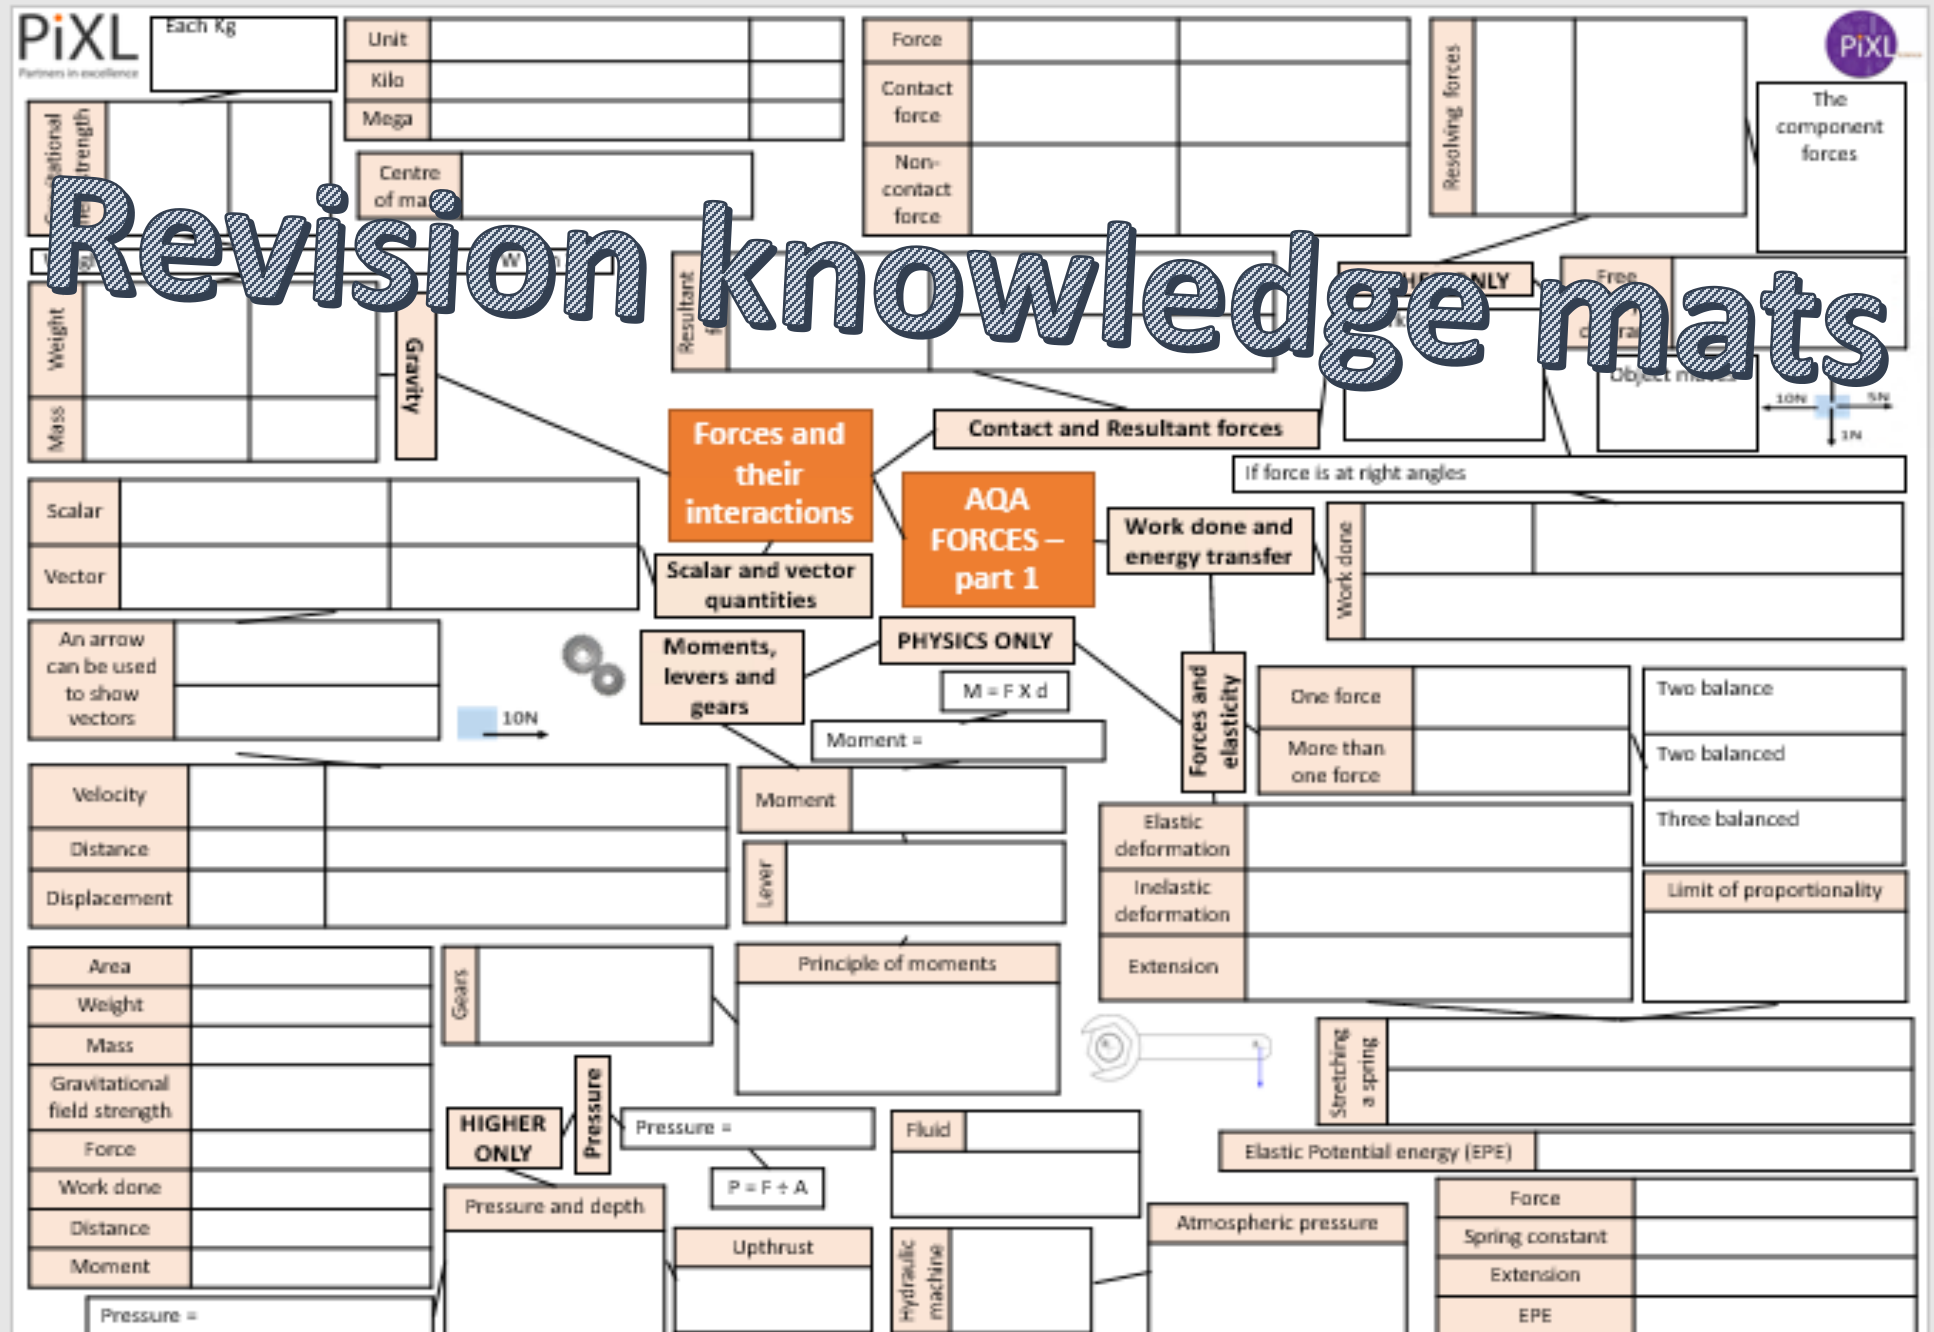 PiXL
Partners in excellence
Each Kg
Unit
Kilo
Mega
Force
Contact
force
Non-
contact
force
Resolving forces
PiXL
The
component
forces
Centre
of ma
strength
Revision knowledge mats
W
Weight
Mass
Gravity
Resultant
ONLY
Free
Object moves
10N
5N
1N
Forces and
their
interactions
Contact and Resultant forces
If force is at right angles
AQA
FORCES –
part 1
Work done and
energy transfer
Work done
Scalar
Vector
Scalar and vector
quantities
An arrow
can be used
to show
vectors
10N
Moments,
levers and
gears
PHYSICS ONLY
M = F X d
Moment =
Forces and
elasticity
One force
More than
one force
Two balance
Two balanced
Three balanced
Velocity
Distance
Displacement
Moment
Lever
Elastic
deformation
Inelastic
deformation
Extension
Limit of proportionality
Area
Weight
Mass
Gravitational
field strength
Force
Work done
Distance
Moment
Gears
Principle of moments
Stretching
a spring
Pressure
HIGHER
ONLY
Pressure =
P = F ÷ A
Fluid
Elastic Potential energy (EPE)
Pressure and depth
Upthrust
Hydraulic
machine
Atmospheric pressure
Force
Spring constant
Extension
EPE
Pressure =